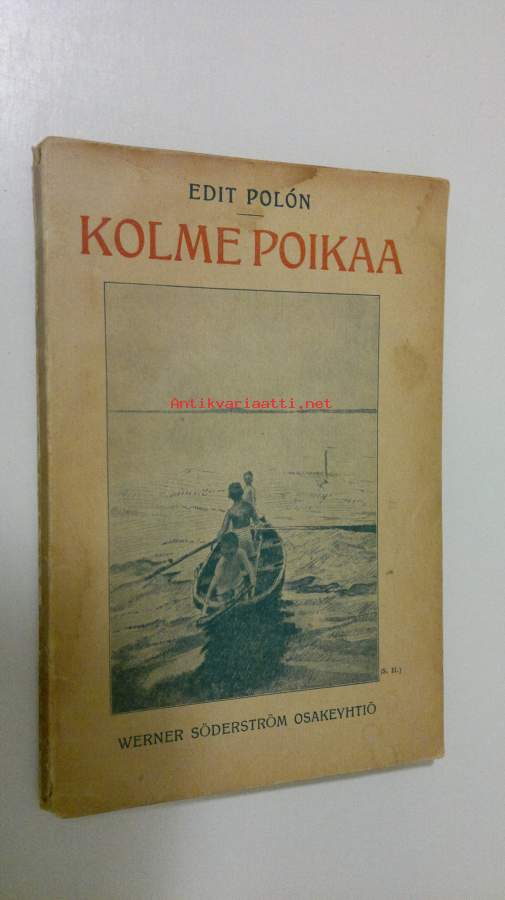 EDIT POLÓN
KOLME POIKAA
Antikvariaatti.net
(S. H.)
WERNER SÖDERSTRÖM OSAKEYHTIÖ